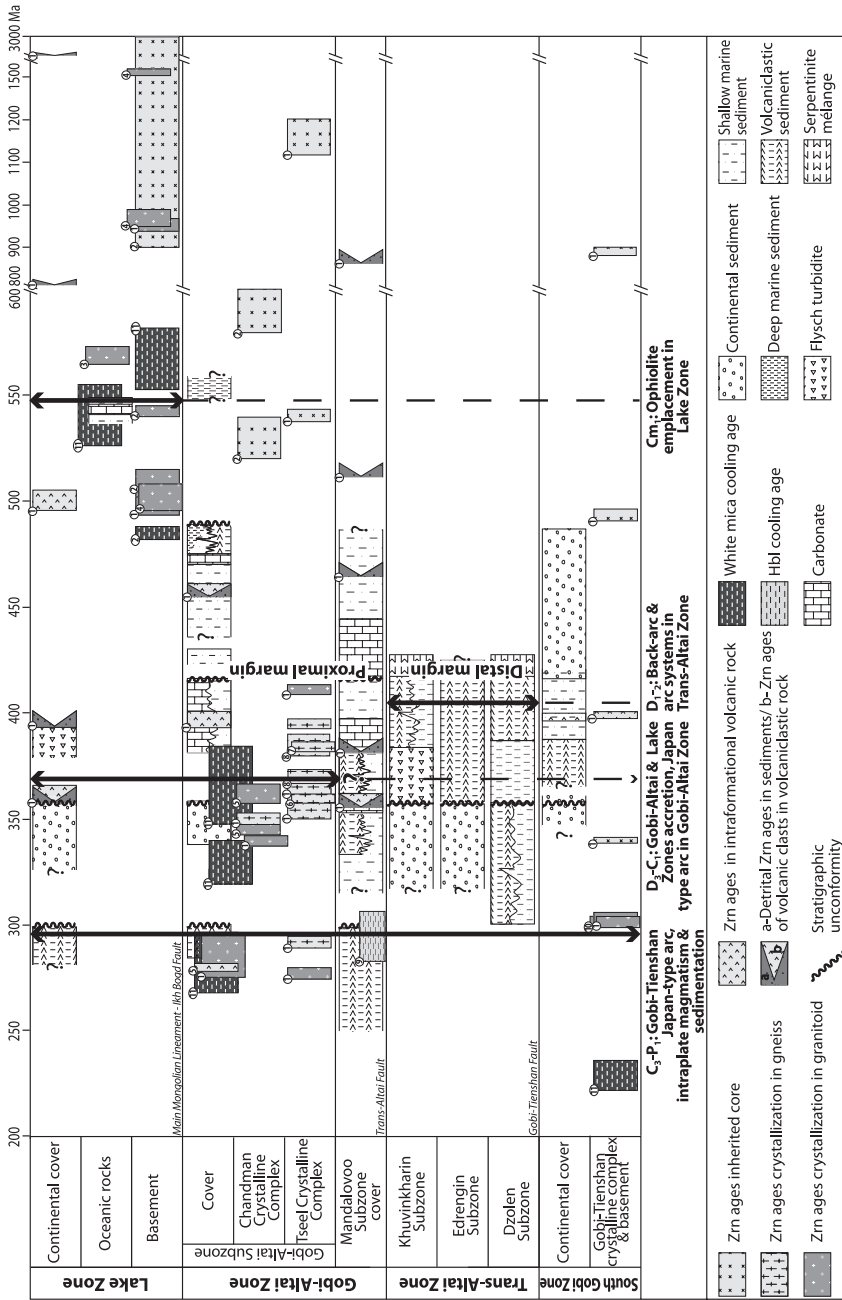 200
250
300
350
400
450
500
550
600
800
900
1000
1100
1200
1500
3000 Ma
Lake Zone
Continental cover
Oceanic rocks
Basement
Main Mongolian Lineament - Ikh Bogd Fault
Gobi-Altai Zone
Gobi-Altai Subzone
Cover
Chandman
Crystalline
Complex
Tseel Crystalline
Complex
Mandalovoo
Subzone
cover
Trans-Altai Fault
Trans-Altai Zone
Khuvinkharin
Subzone
Edrengin
Subzone
Dzolen
Subzone
Gobi-Tienshan Fault
South Gobi Zone
Continental cover
Gobi-Tienshan
crystalline complex
& basement
Proximal margin
Distal margin
C3-P1: Gobi-Tienshan
Japan-type arc,
intraplate magmatism &
sedimentation
D3-C1: Gobi-Altai & Lake
Zones accretion, Japan
type arc in Gobi-Altai Zone
D1-2: Back-arc &
arc systems in
Trans-Altai Zone
Cm1: Ophiolite
emplacement in
Lake Zone
Zrn ages inherited core
Zrn ages crystallization in gneiss
Zrn ages crystallization in granitoid
Zrn ages in intraformational volcanic rock
a b
a-Detrital Zrn ages in sediments/ b- Zrn ages
of volcanic clasts in volcaniclastic rock
Stratigraphic
unconformity
White mica cooling age
Hbl cooling age
Carbonate
Continental sediment
Deep marine sediment
Flysch turbidite
Shallow marine
sediment
Volcaniclastic
sediment
Serpentinite
mélange